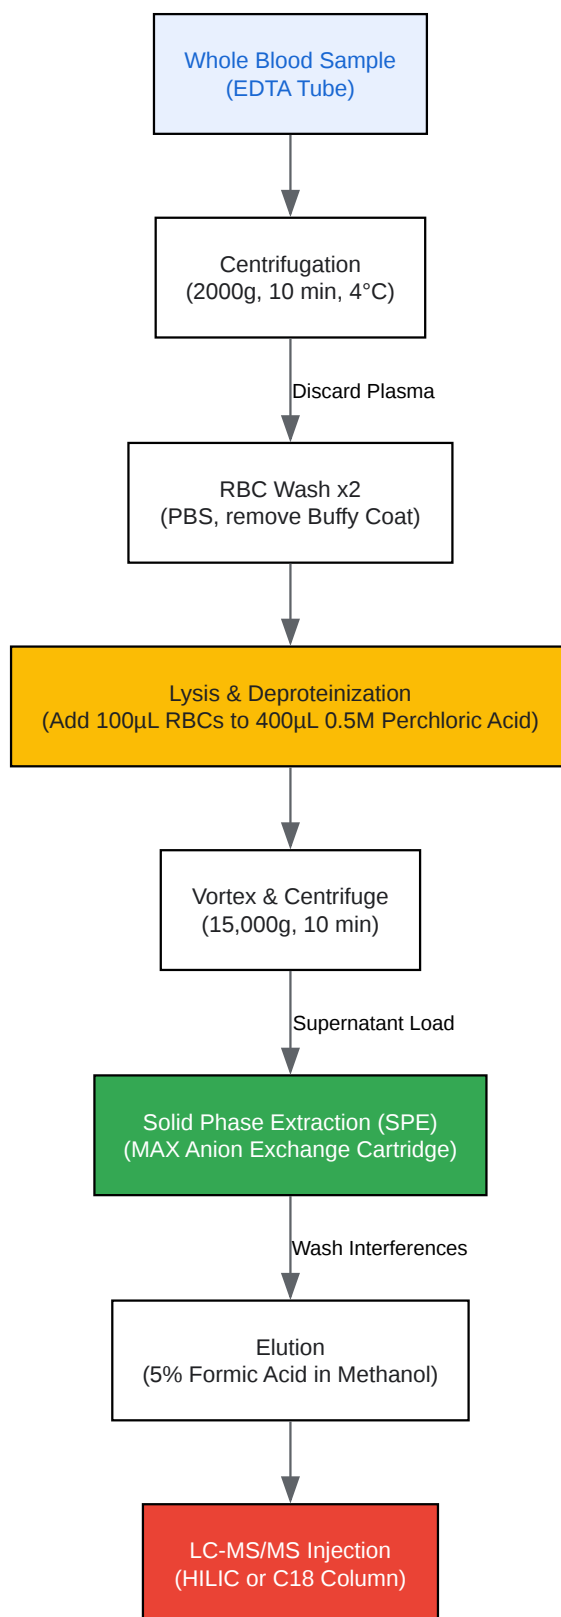 Whole Blood Sample
(EDTA Tube)
Centrifugation
(2000g, 10 min, 4°C)
Discard Plasma
RBC Wash x2
(PBS, remove Buffy Coat)
Lysis & Deproteinization
(Add 100µL RBCs to 400µL 0.5M Perchloric Acid)
Vortex & Centrifuge
(15,000g, 10 min)
Supernatant Load
Solid Phase Extraction (SPE)
(MAX Anion Exchange Cartridge)
Wash Interferences
Elution
(5% Formic Acid in Methanol)
LC-MS/MS Injection
(HILIC or C18 Column)